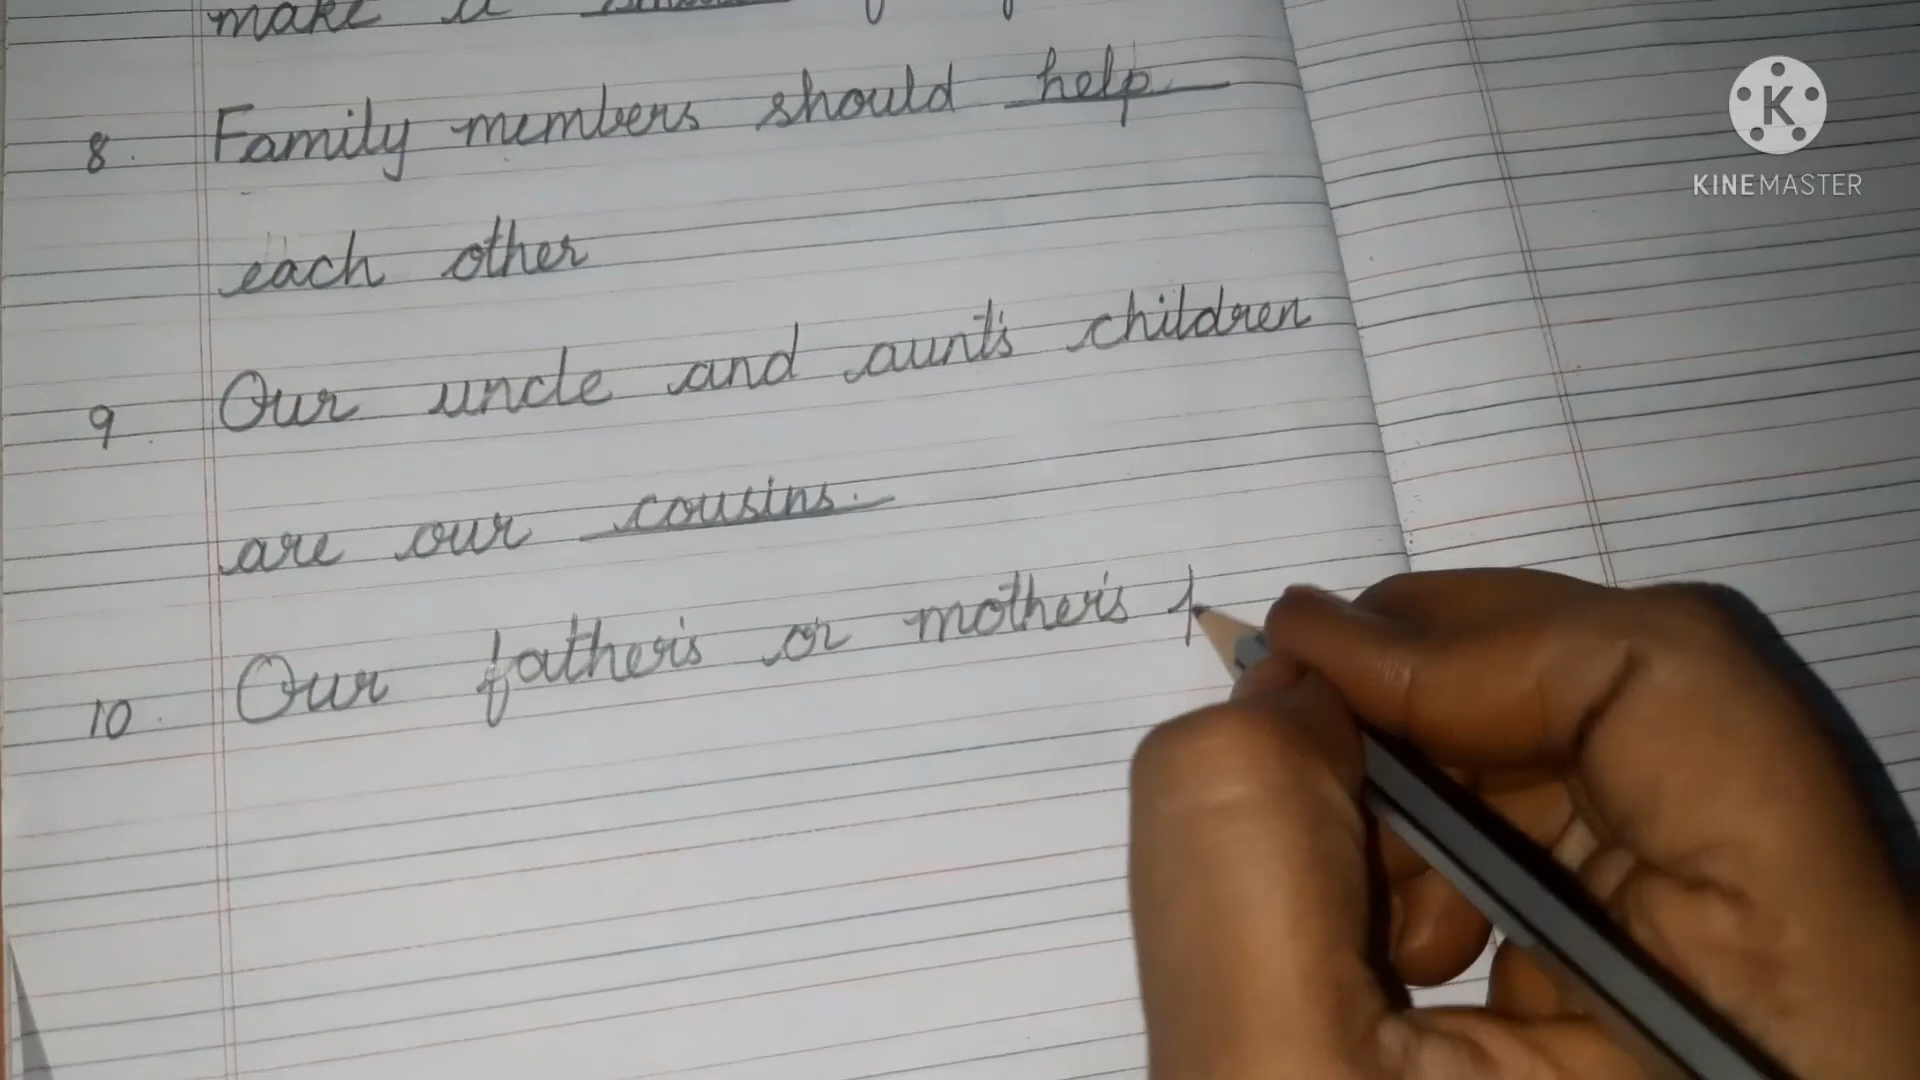 make a
8. Family members should help
each other
9. Our uncle and aunt's children
are our cousins.
10. Our father's or mother's
KINEMASTER